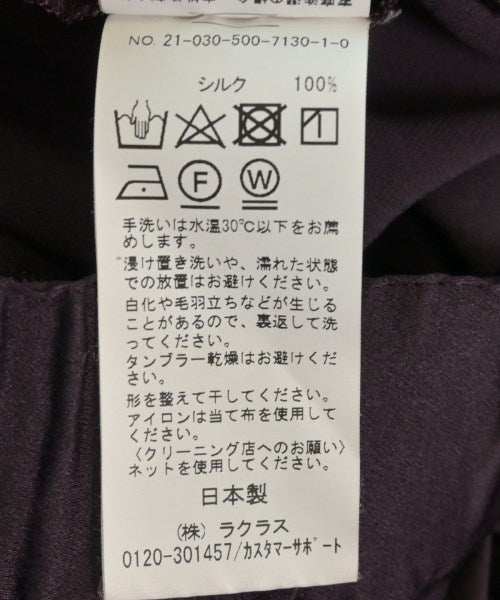 NO. 21-030-500-7130-1-0
シルク 100%
F W
手洗いは水温30℃以下をお薦
めします。
浸け置き洗いや、濡れた状態
での放置はお避けください。
白化や毛羽立ちなどが生じる
ことがあるので、裏返して洗
ってください。
タンブラー乾燥はお避けくだ
さい。
形を整えて干してください。
アイロンは当て布を使用して
ください。
〈クリーニング店へのお願い〉
ネットを使用してください。
日本製
(株) ラクラス
0120-301457/カスタマーサポート